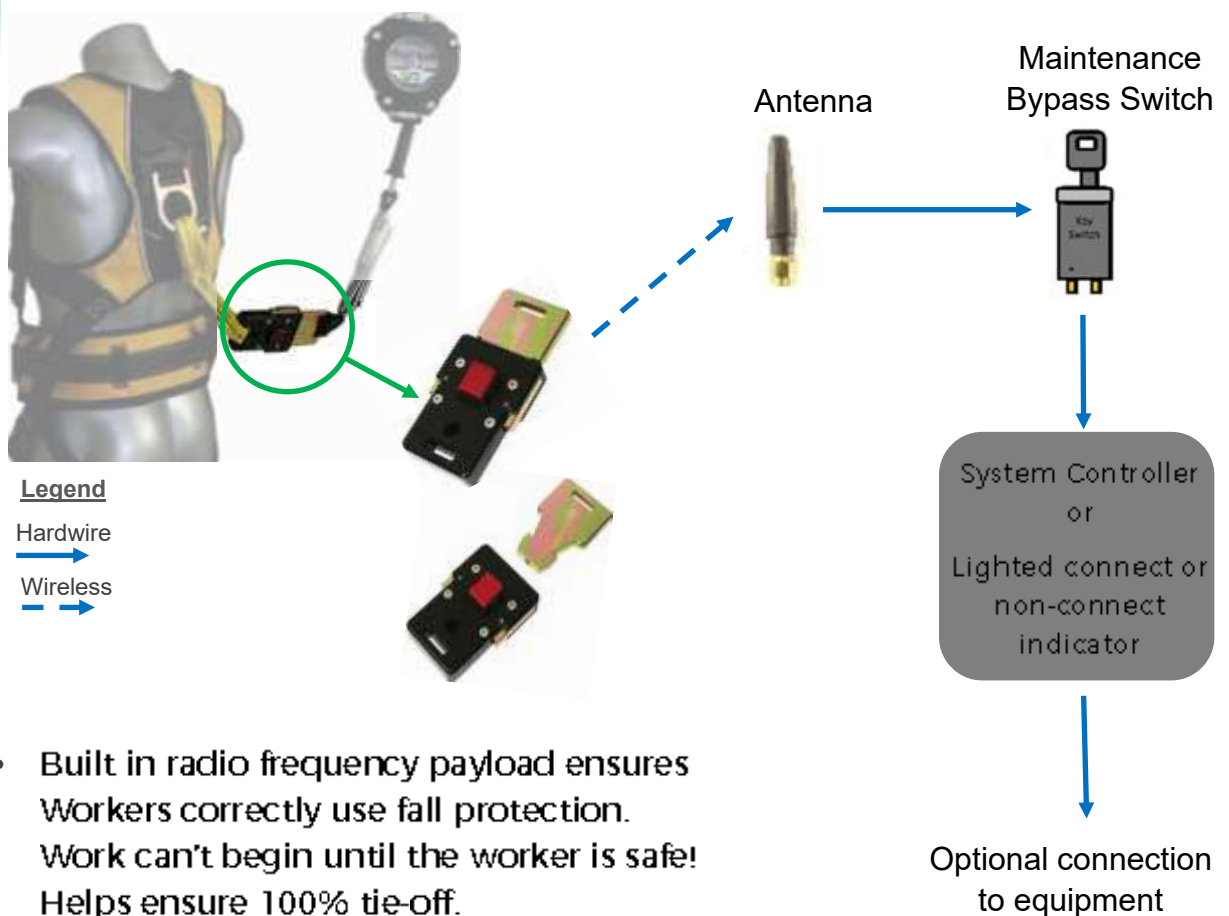 Antenna
Maintenance
Bypass Switch
Key
Switch
Legend
Hardwire
Wireless
System Controller
or
Lighted connect or
non-connect
indicator
• Built in radio frequency payload ensures
Workers correctly use fall protection.
Work can't begin until the worker is safe!
Helps ensure 100% tie-off.
Optional connection
to equipment